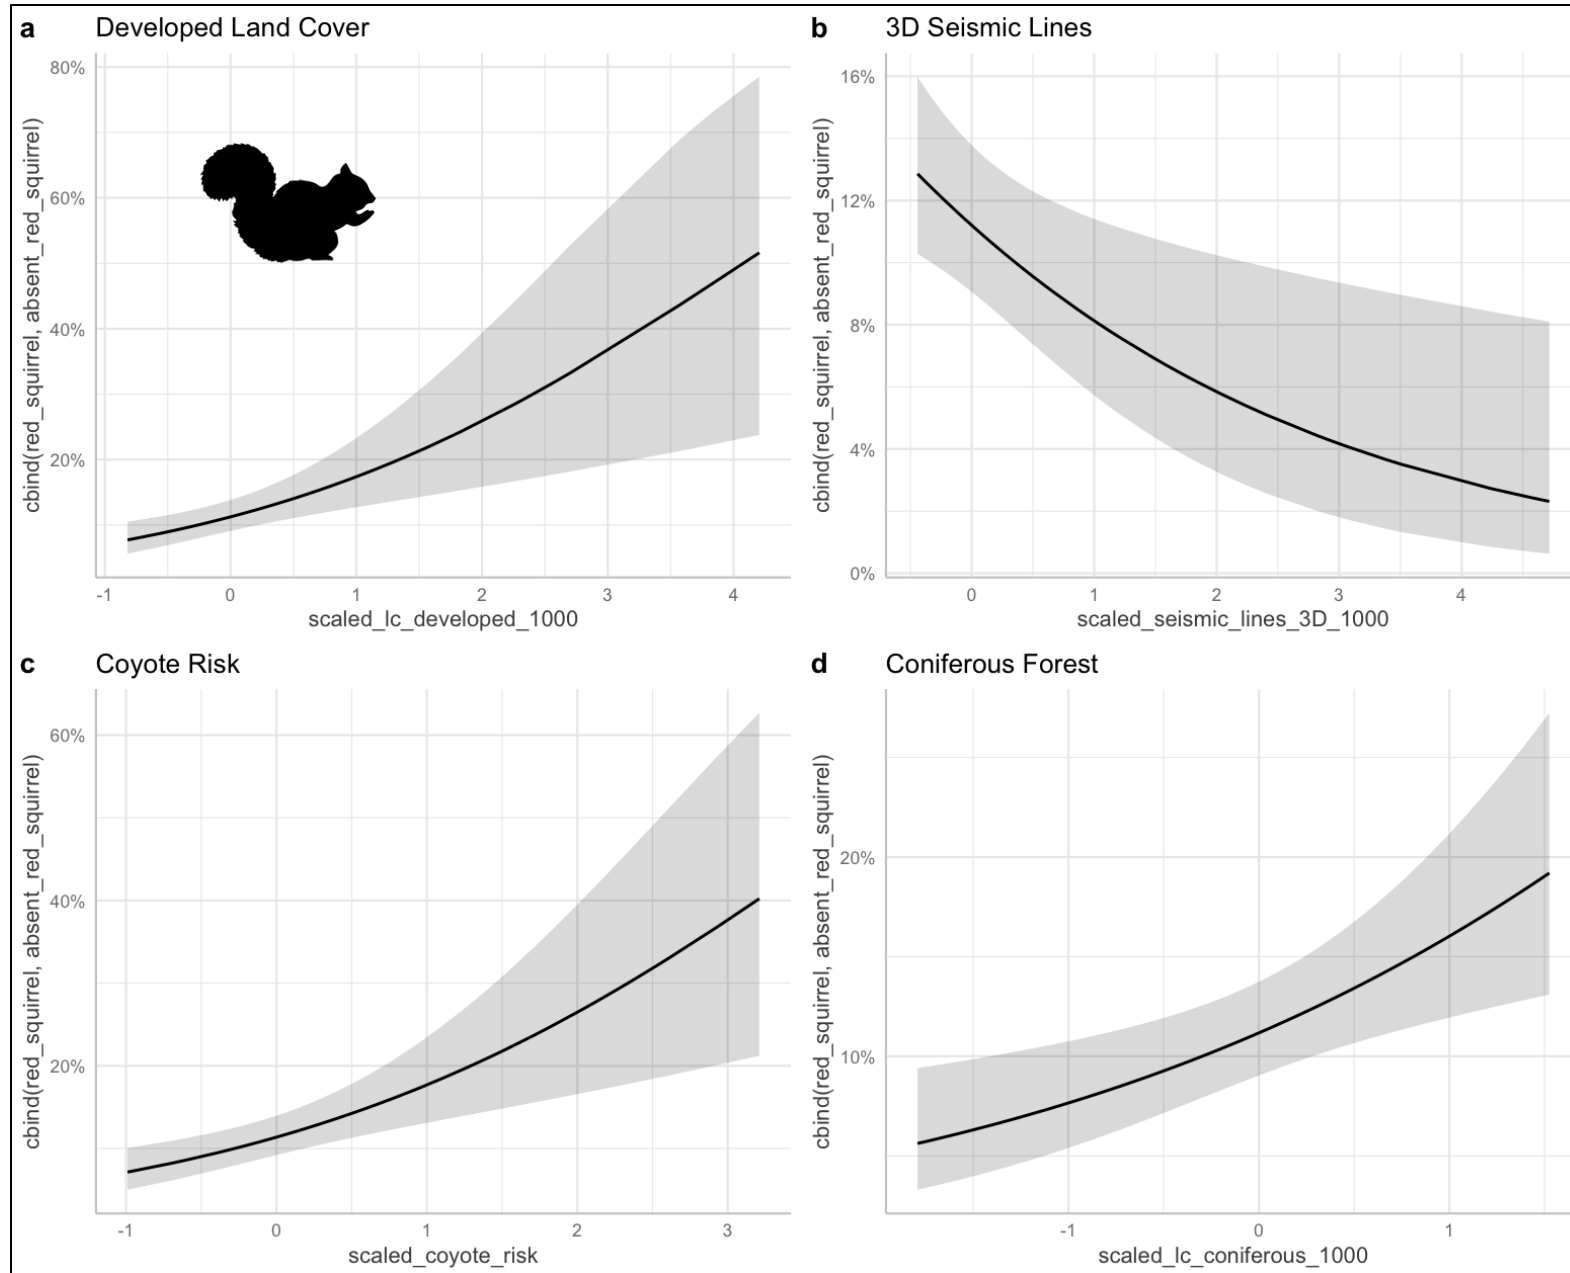 a Developed Land Cover
cbind(red_squirrel, absent_red_squirrel)
80%
60%
40%
20%
-1 0 1 2 3 4
scaled_lc_developed_1000
b 3D Seismic Lines
cbind(red_squirrel, absent_red_squirrel)
16%
12%
8%
4%
0%
0 1 2 3 4
scaled_seismic_lines_3D_1000
c Coyote Risk
cbind(red_squirrel, absent_red_squirrel)
60%
40%
20%
-1 0 1 2 3
scaled_coyote_risk
d Coniferous Forest
cbind(red_squirrel, absent_red_squirrel)
20%
10%
-1 0 1
scaled_lc_coniferous_1000